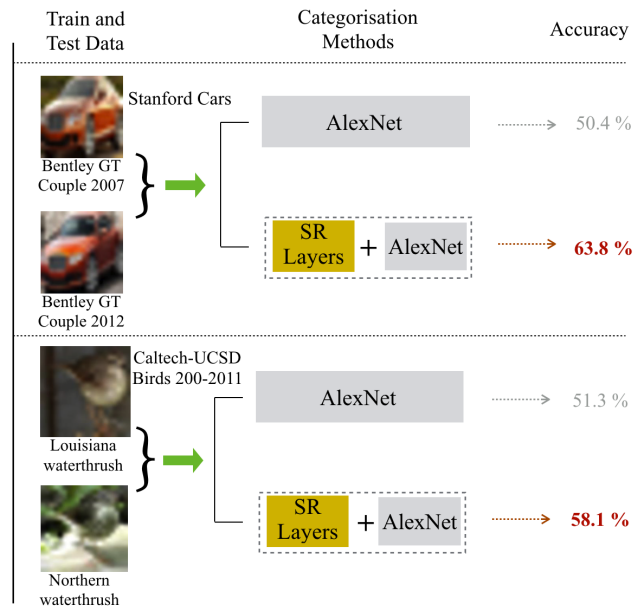 Train and
Test Data
Categorisation
Methods
Accuracy
Stanford Cars
Bentley GT
Couple 2007
Bentley GT
Couple 2012
AlexNet
50.4 %
SR
Layers
+
AlexNet
63.8 %
Caltech-UCSD
Birds 200-2011
Louisiana
waterthrush
Northern
waterthrush
AlexNet
51.3 %
SR
Layers
+
AlexNet
58.1 %